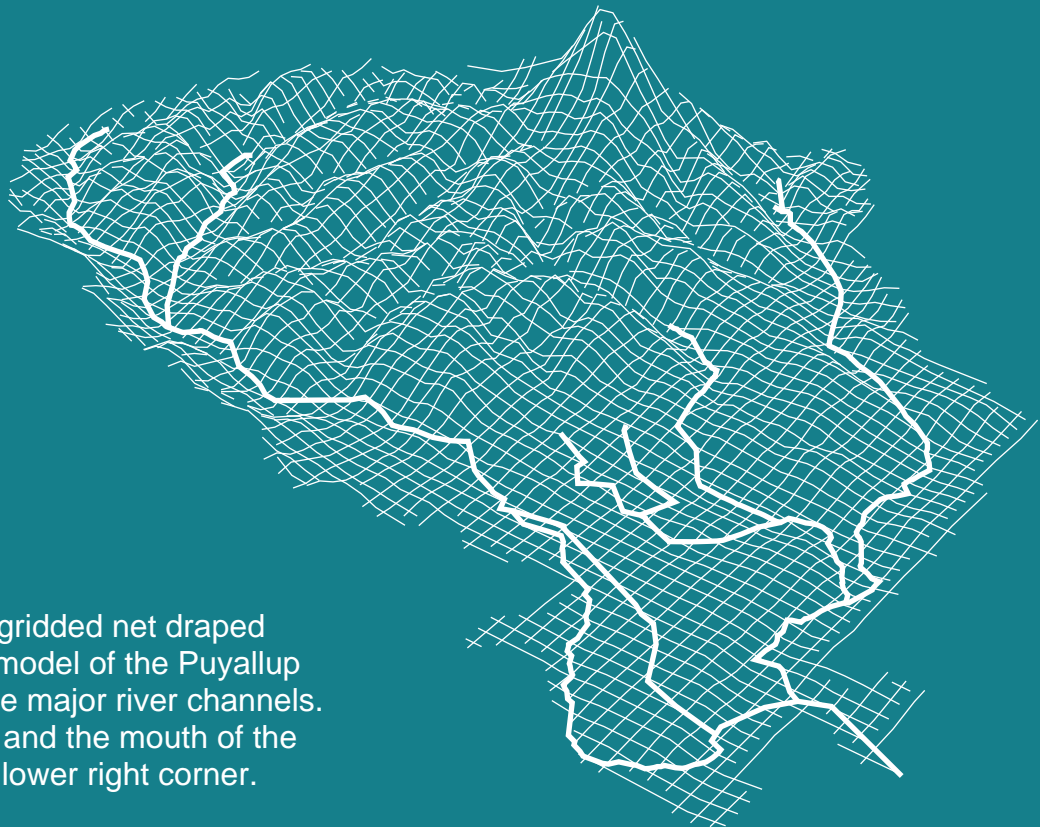 gridded net draped
model of the Puyallup
e major river channels.
and the mouth of the
lower right corner.